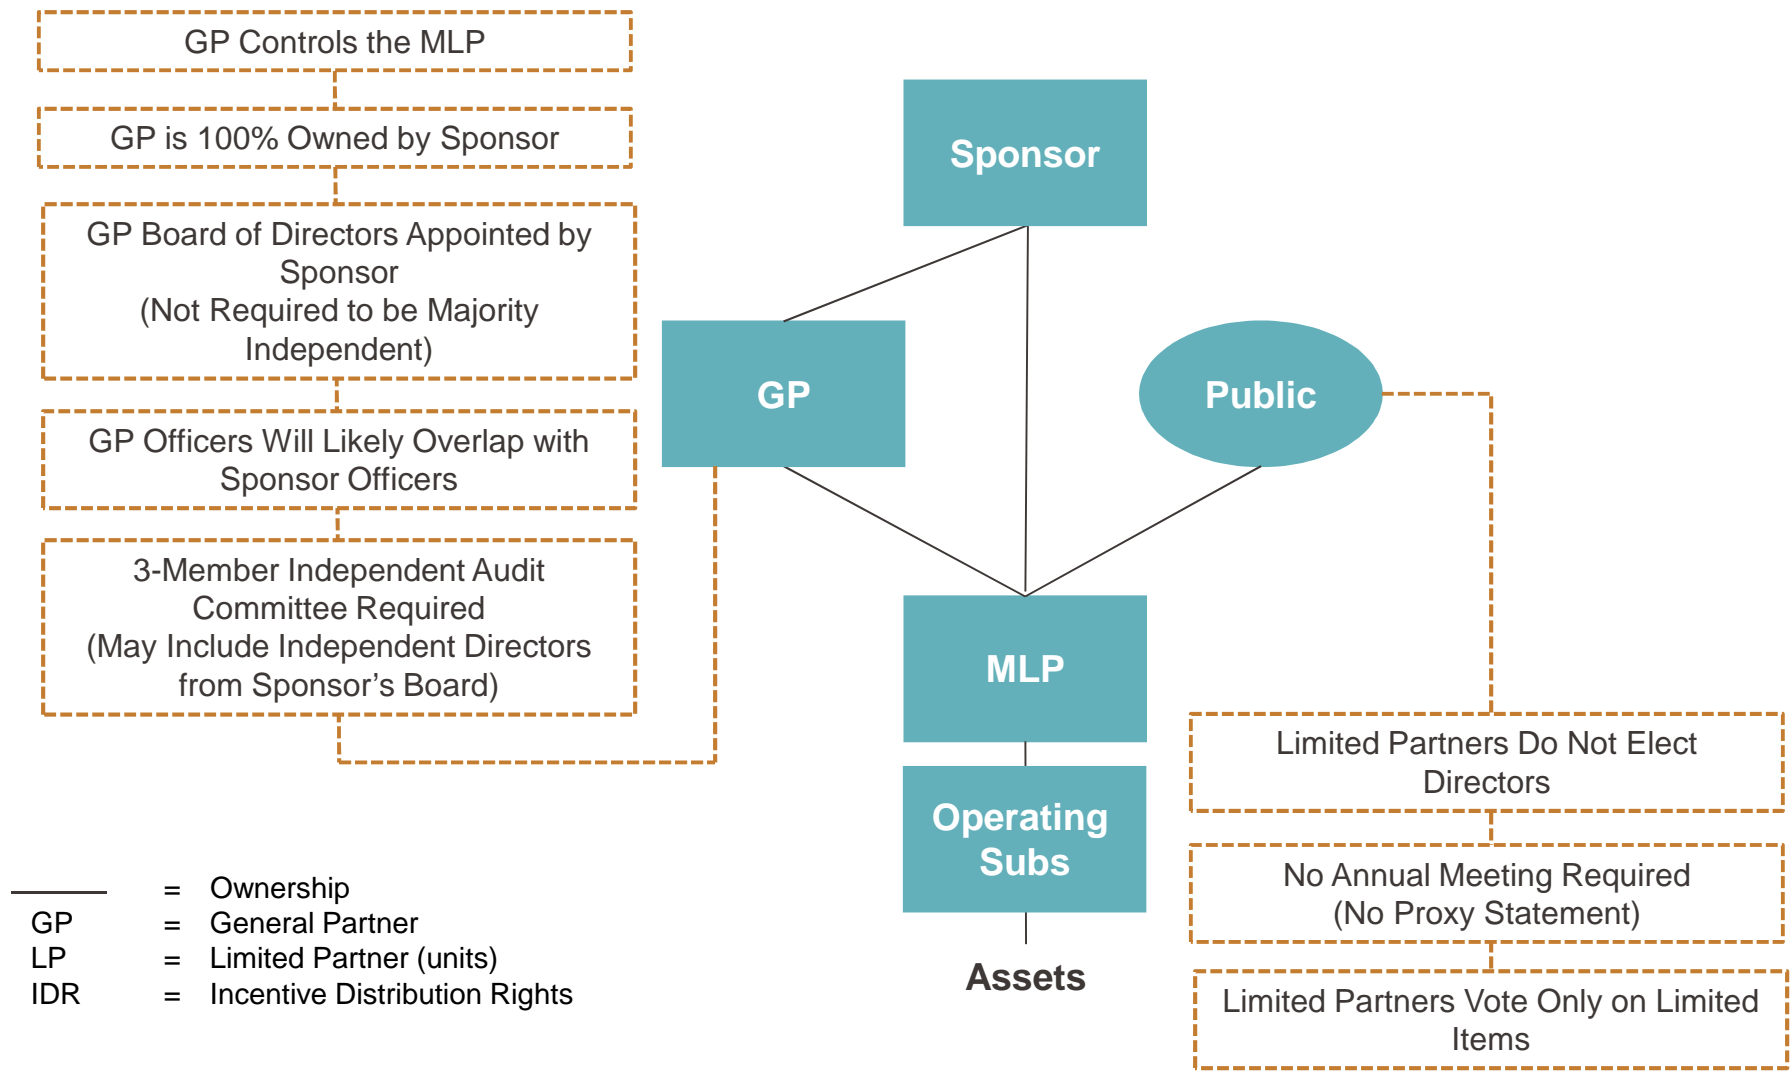 GP Controls the MLP
GP is 100% Owned by Sponsor
GP Board of Directors Appointed by
Sponsor
(Not Required to be Majority
Independent)
GP Officers Will Likely Overlap with
Sponsor Officers
3-Member Independent Audit
Committee Required
(May Include Independent Directors
from Sponsor’s Board)
Sponsor
GP
Public
MLP
Operating
Subs
Assets
Limited Partners Do Not Elect
Directors
No Annual Meeting Required
(No Proxy Statement)
Limited Partners Vote Only on Limited
Items
= Ownership
GP = General Partner
LP = Limited Partner (units)
IDR = Incentive Distribution Rights